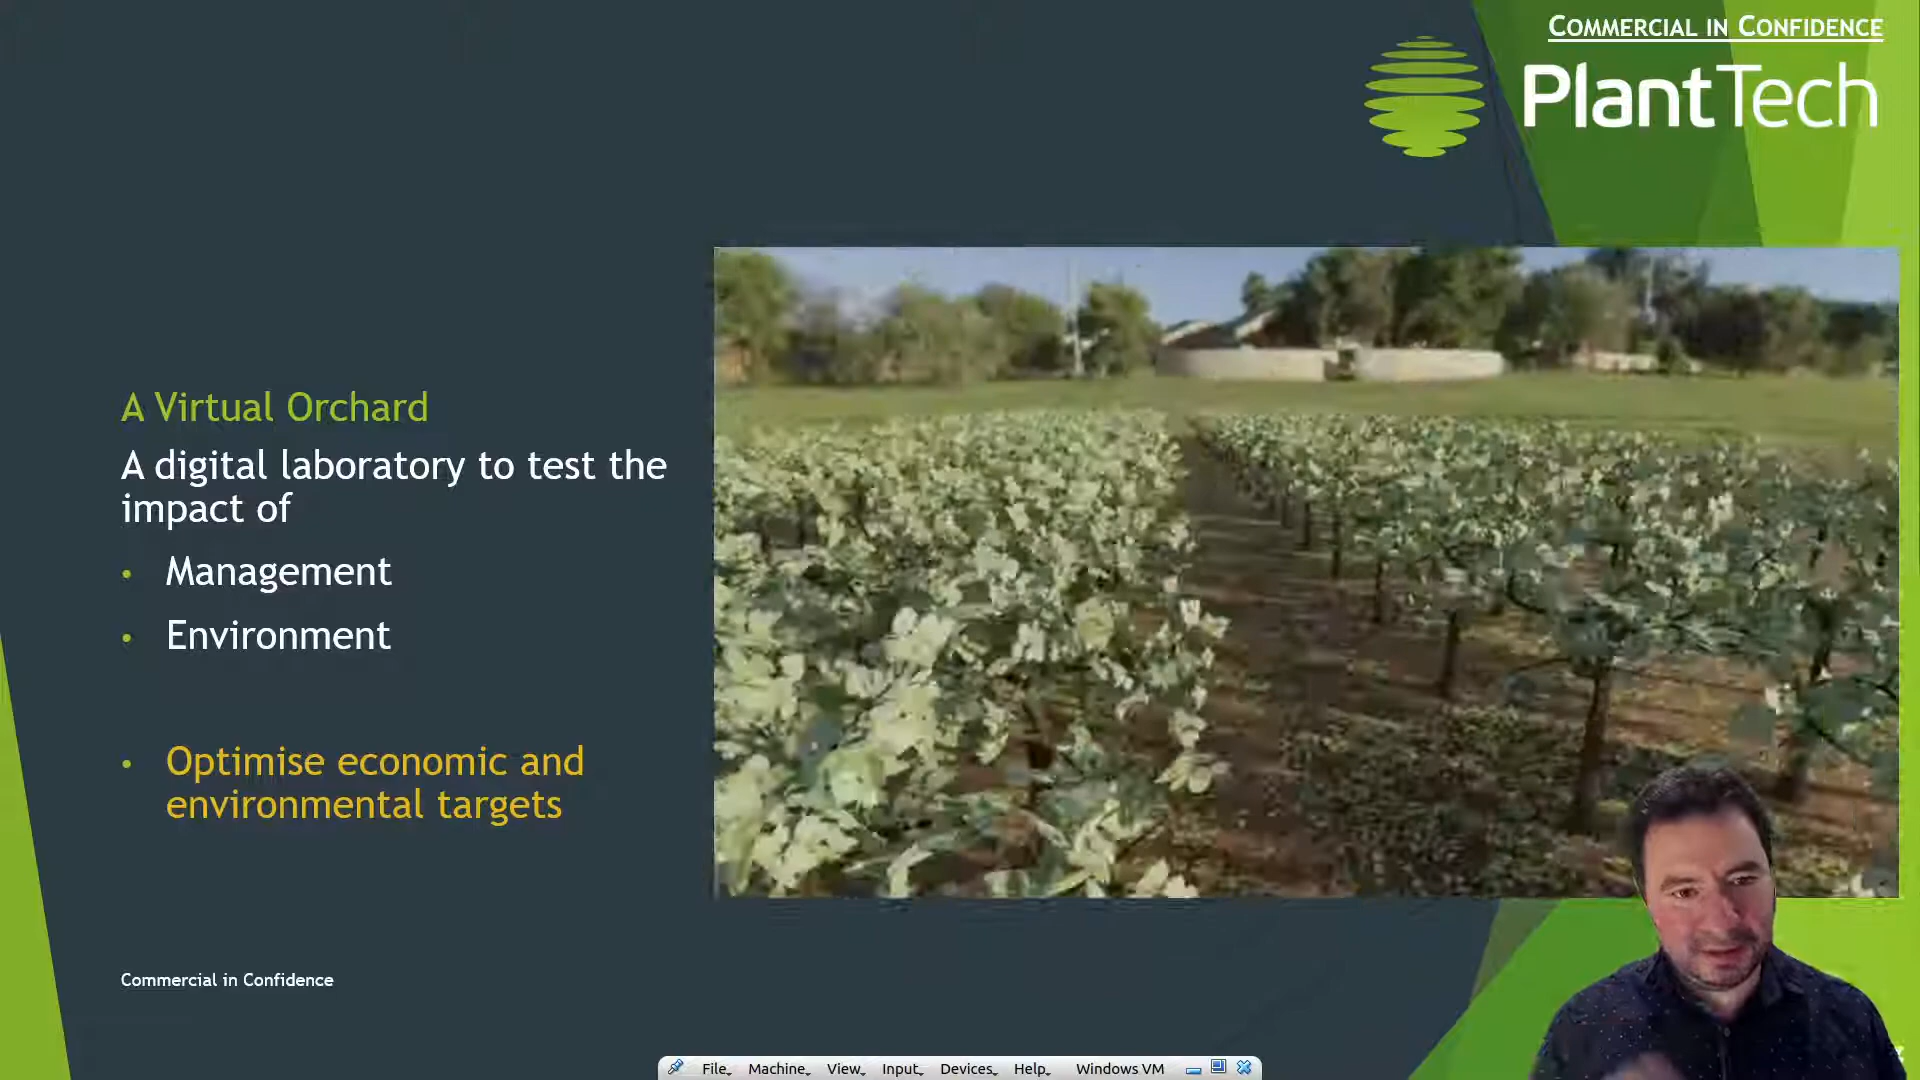 COMMERCIAL IN CONFIDENCE
PlantTech
A Virtual Orchard
A digital laboratory to test the
impact of
• Management
• Environment
• Optimise economic and
environmental targets
Commercial in Confidence
File Machine View Input Devices Help Windows VM